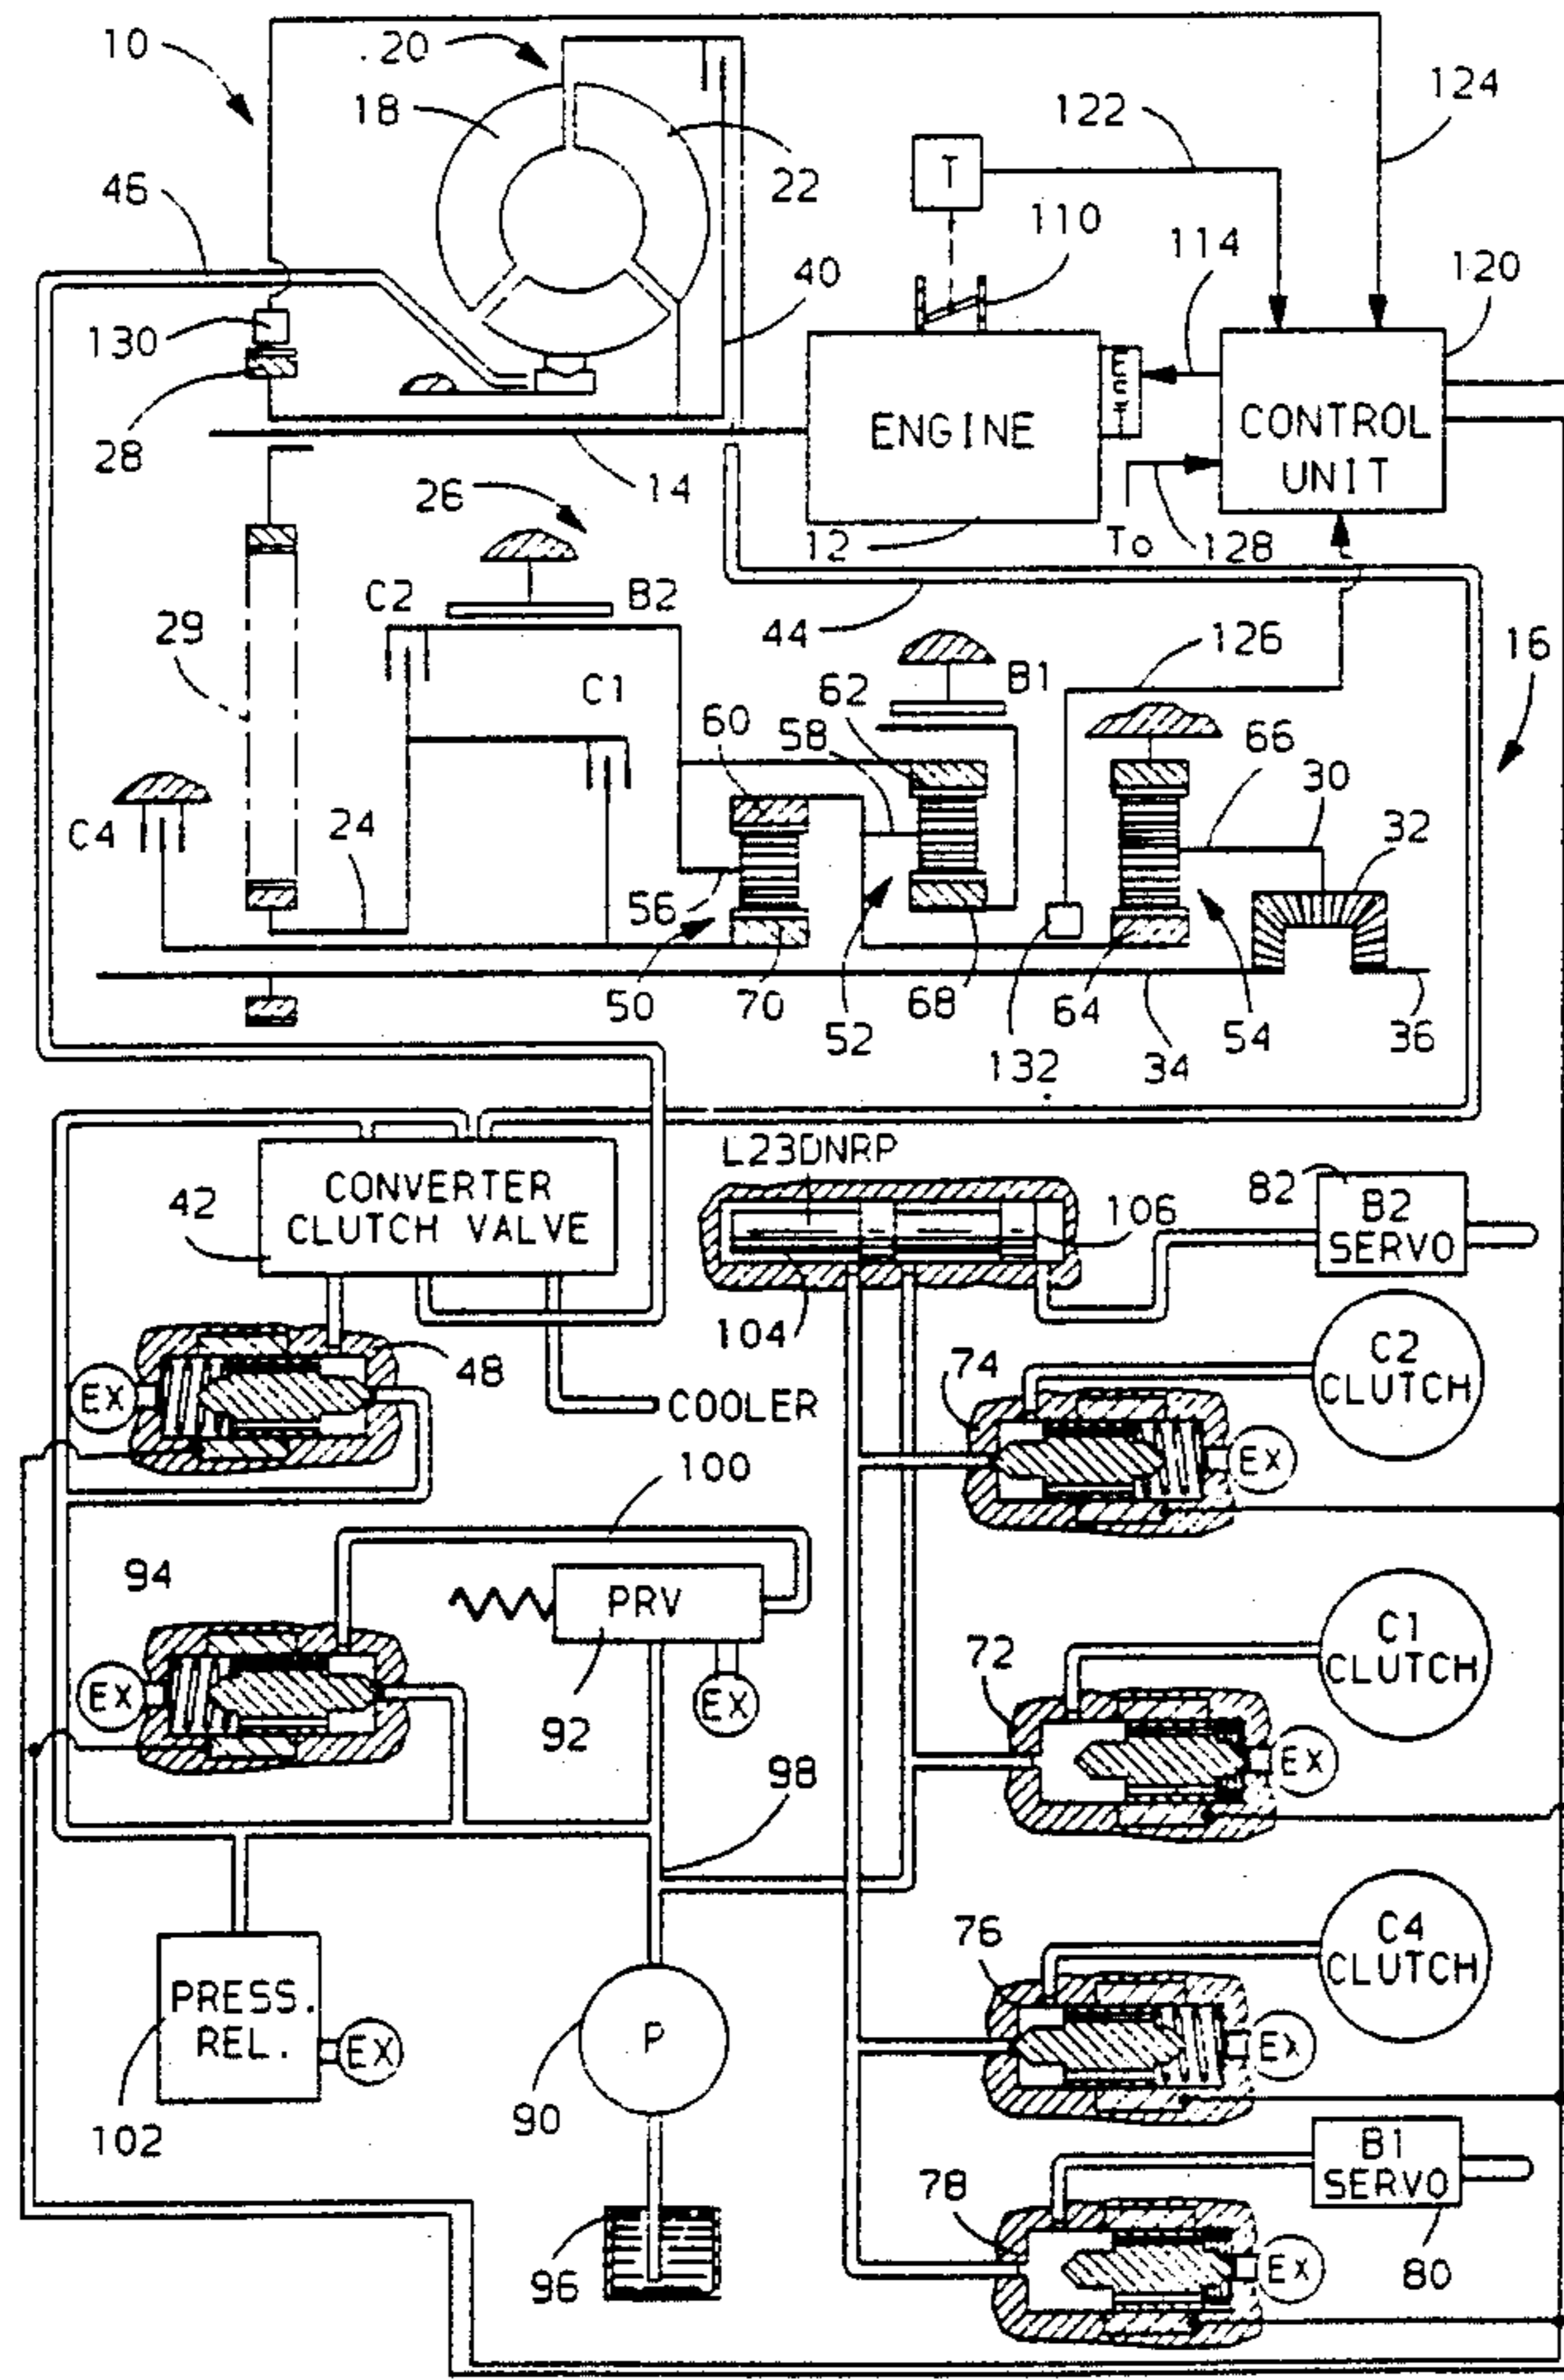 10
20
18
22
T
122
124
46
110
114
120
40
130
28
ENGINE
CONTROL
UNIT
14
26
12
To
128
C2
B2
44
29
126
16
C1
62
B1
60
58
66
30
32
C4
24
56
50
70
52
68
132
64
34
54
36
L23DNRP
CONVERTER
CLUTCH VALVE
42
106
82
B2
SERVO
104
48
EX
COOLER
74
C2
CLUTCH
EX
100
94
PRV
EX
92
EX
72
C1
CLUTCH
EX
98
76
C4
CLUTCH
EX
PRESS.
REL.
EX
102
P
90
B1
SERVO
78
EX
80
96